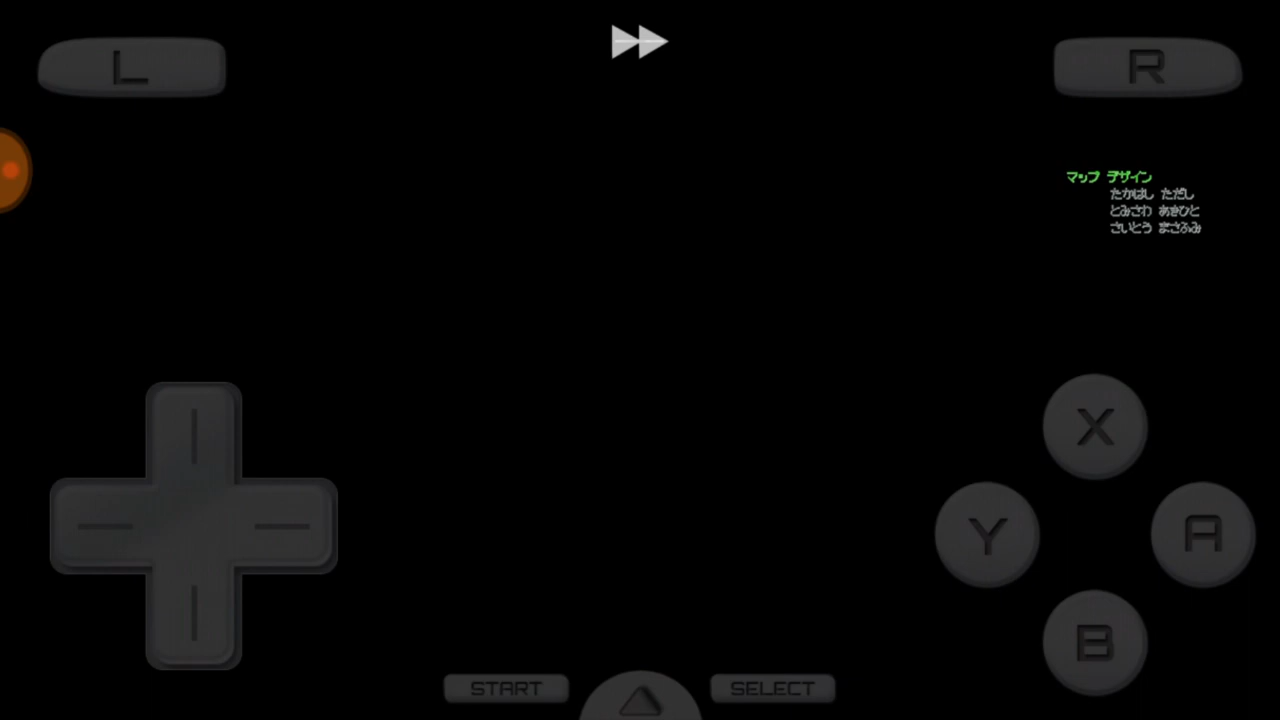 L
R
マップ デザイン
たかはし ただし
とみさわ あきひと
さいとう まさふみ
X
Y
A
B
START
SELECT